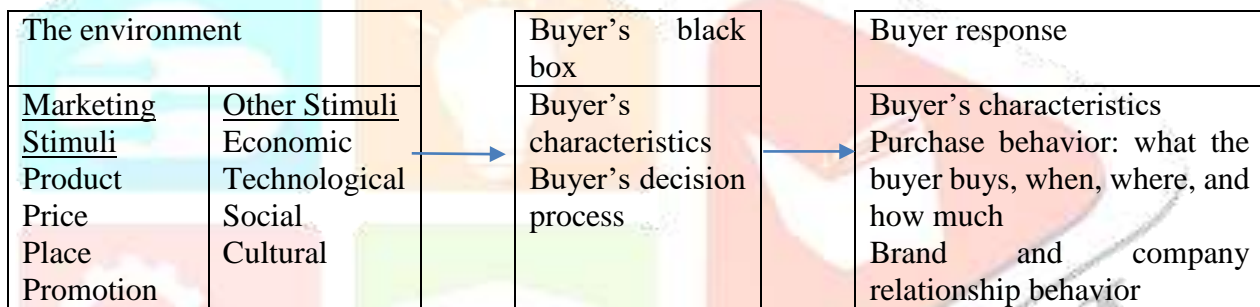 The environment
Marketing
Stimuli
Product
Price
Place
Promotion
Other Stimuli
Economic
Technological
Social
Cultural
Buyer’s black
box
Buyer’s
characteristics
Buyer’s decision
process
Buyer response
Buyer’s characteristics
Purchase behavior: what the
buyer buys, when, where, and
how much
Brand and company
relationship behavior